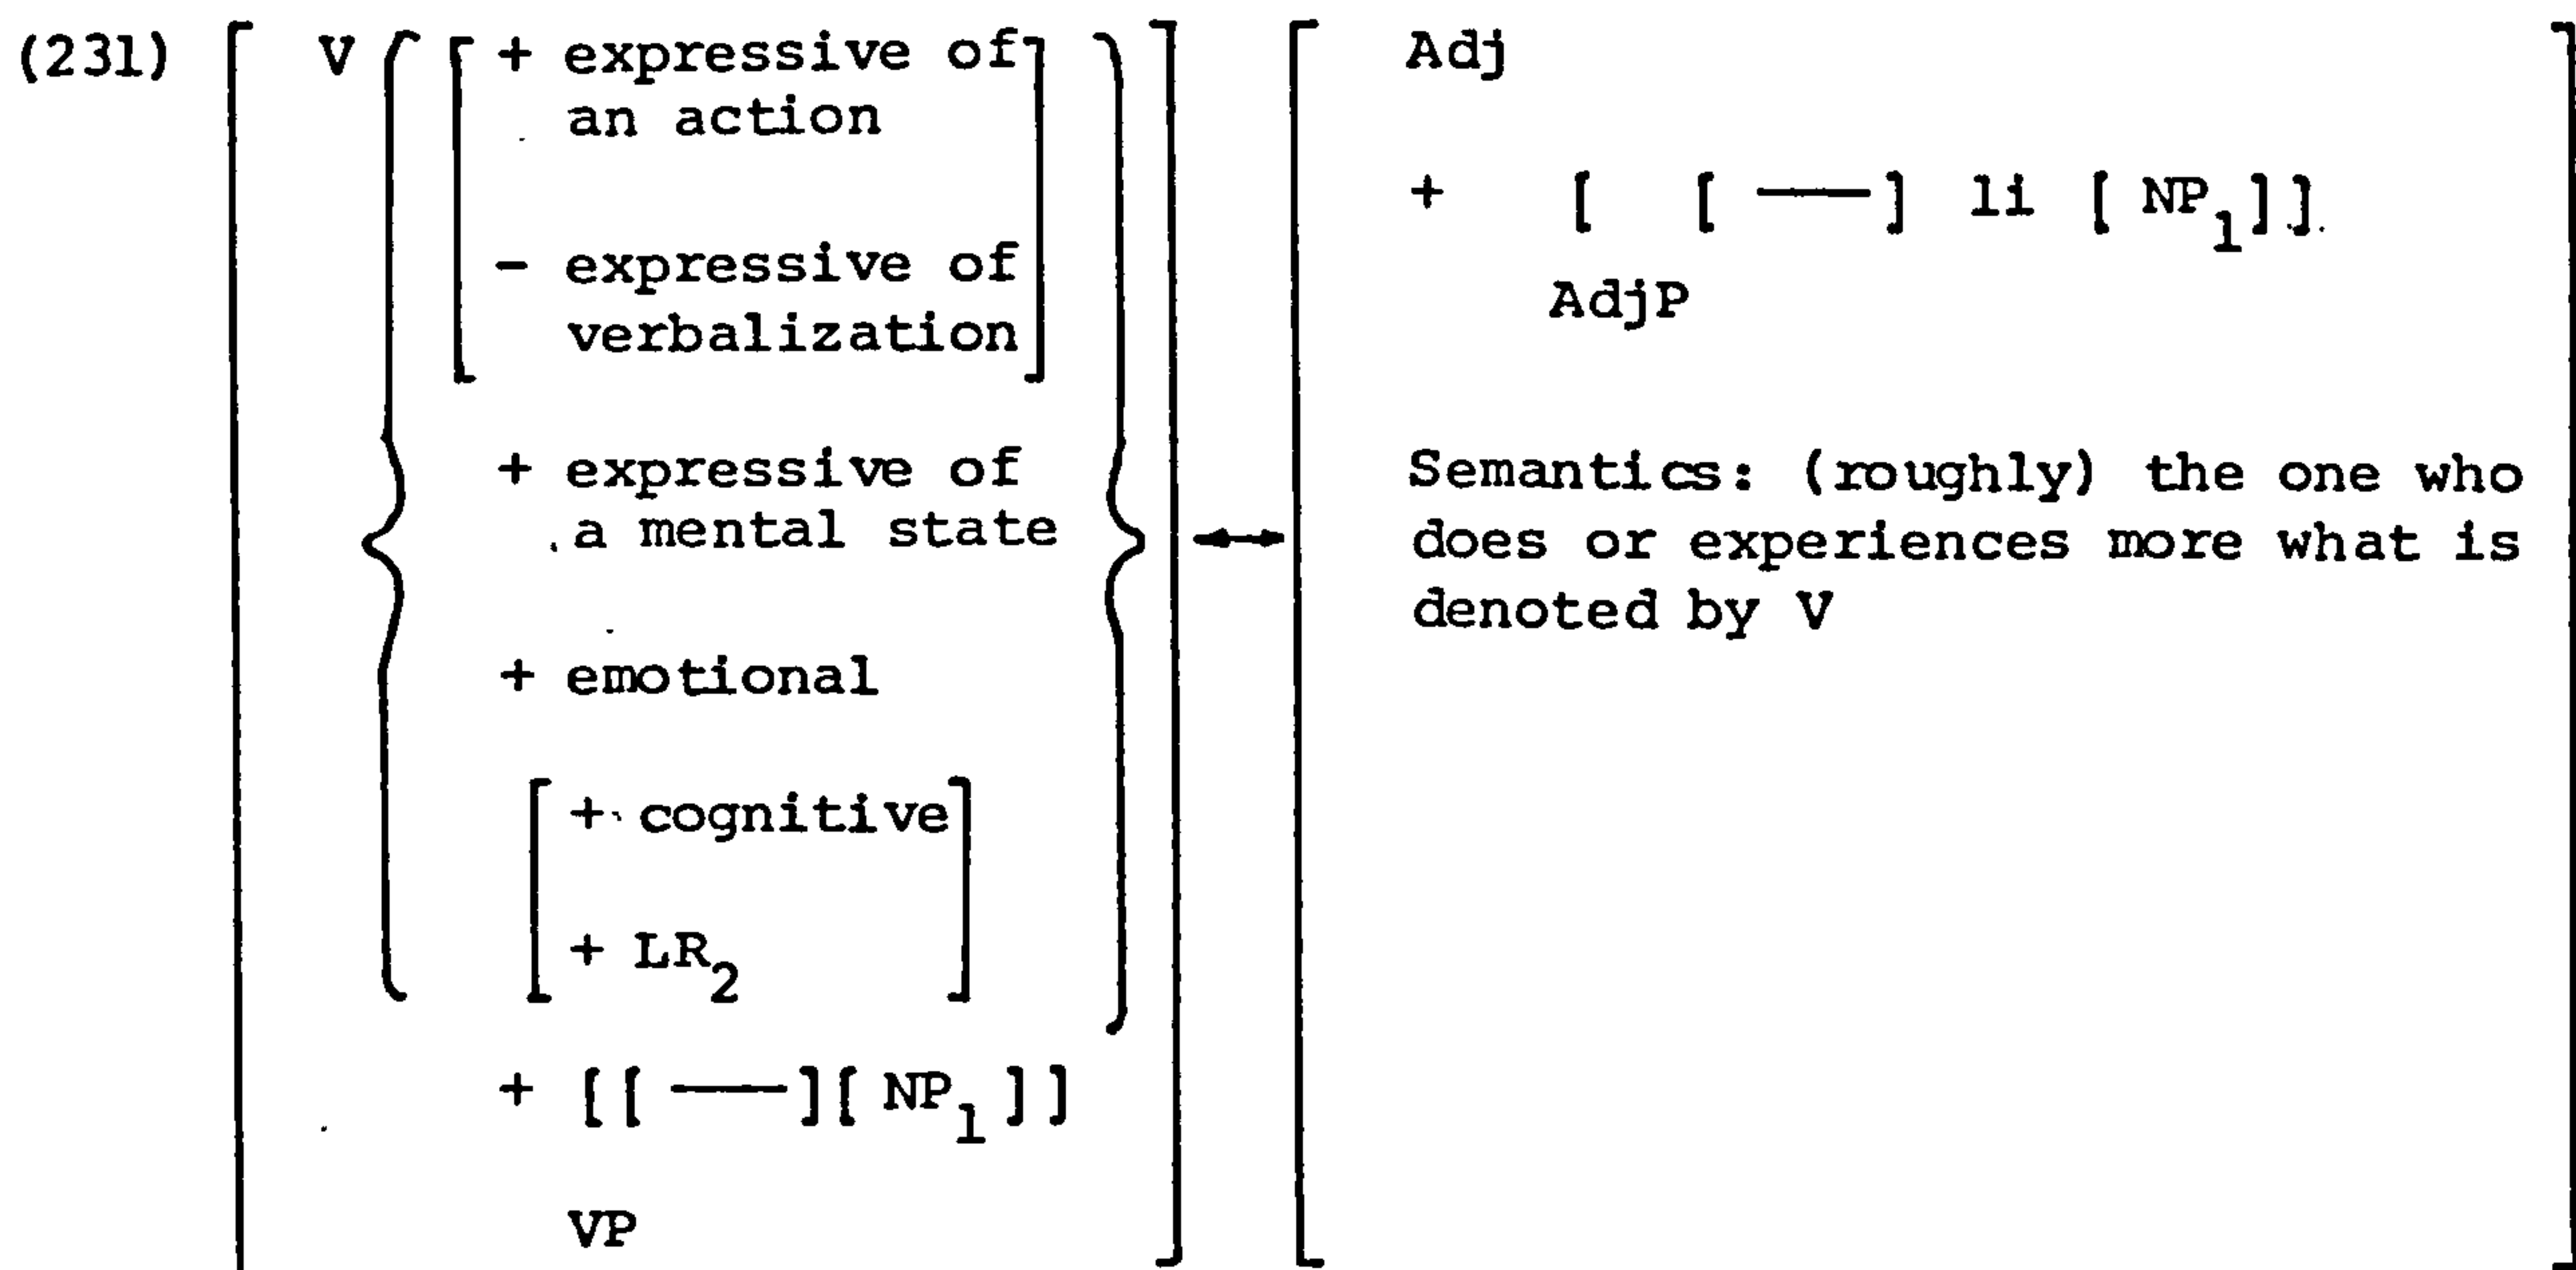 (231) V + expressive of
an action
- expressive of
verbalization
+ expressive of
a mental state
+ emotional
+ cognitive
+ LR2
+ [[ — ][ NP1 ]]
VP
↔
Adj
+ [ [ — ] li [ NP1 ]]
AdjP
Semantics: (roughly) the one who
does or experiences more what is
denoted by V